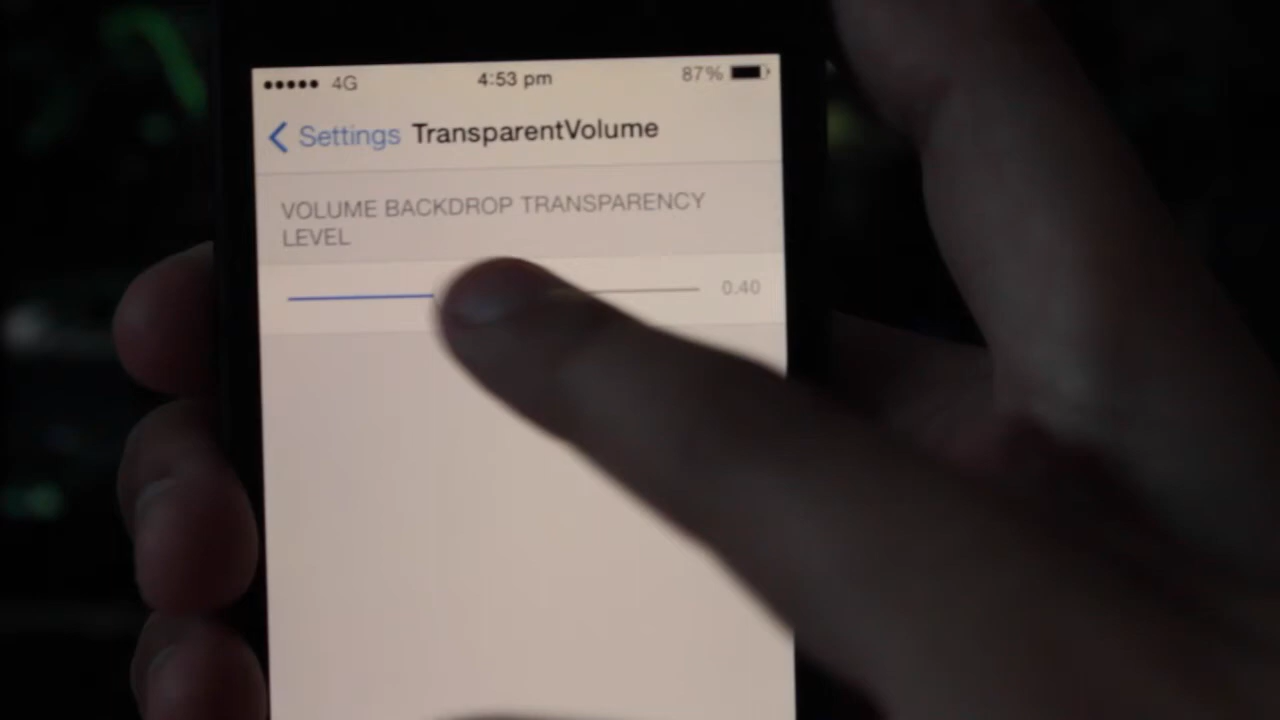 4G 4:53 pm 87%
Settings TransparentVolume
VOLUME BACKDROP TRANSPARENCY
LEVEL
0.40